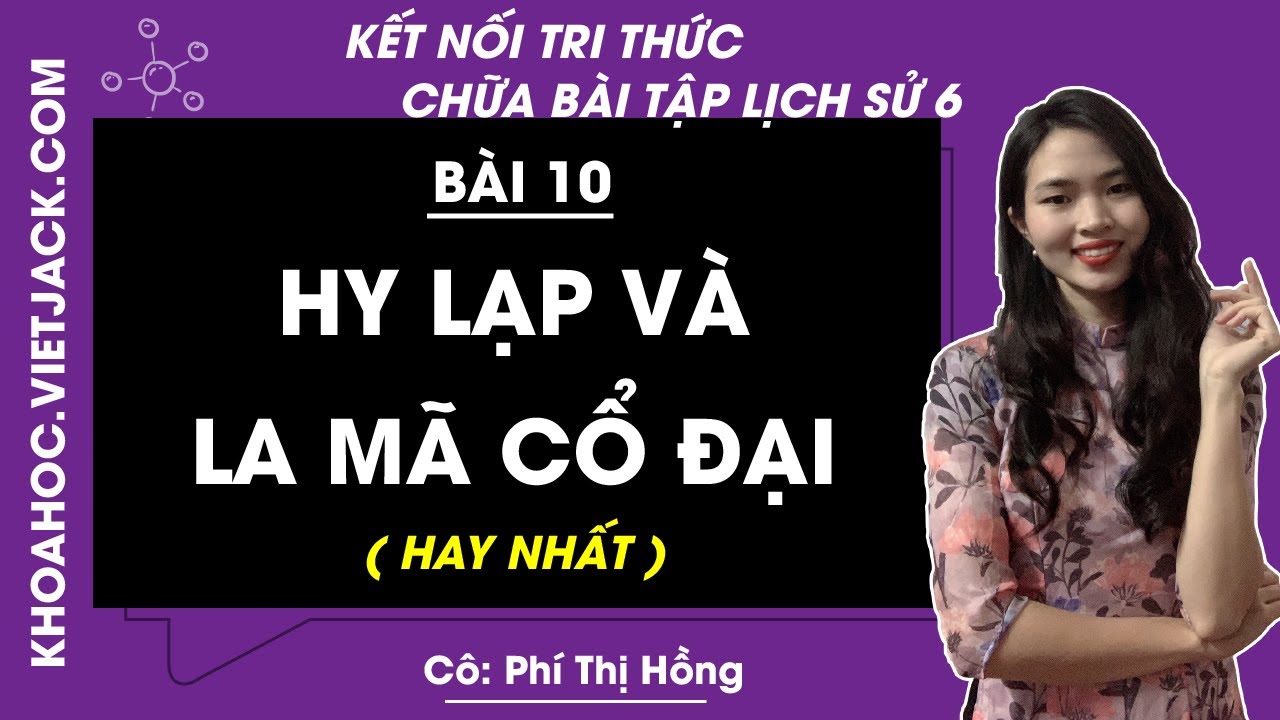 KẾT NỐI TRI THỨC
CHỮA BÀI TẬP LỊCH SỬ 6
KHOAHOC.VIETJACK.COM
BÀI 10
HY LẠP VÀ
LA MÃ CỔ ĐẠI
( HAY NHẤT )
Cô: Phí Thị Hồng